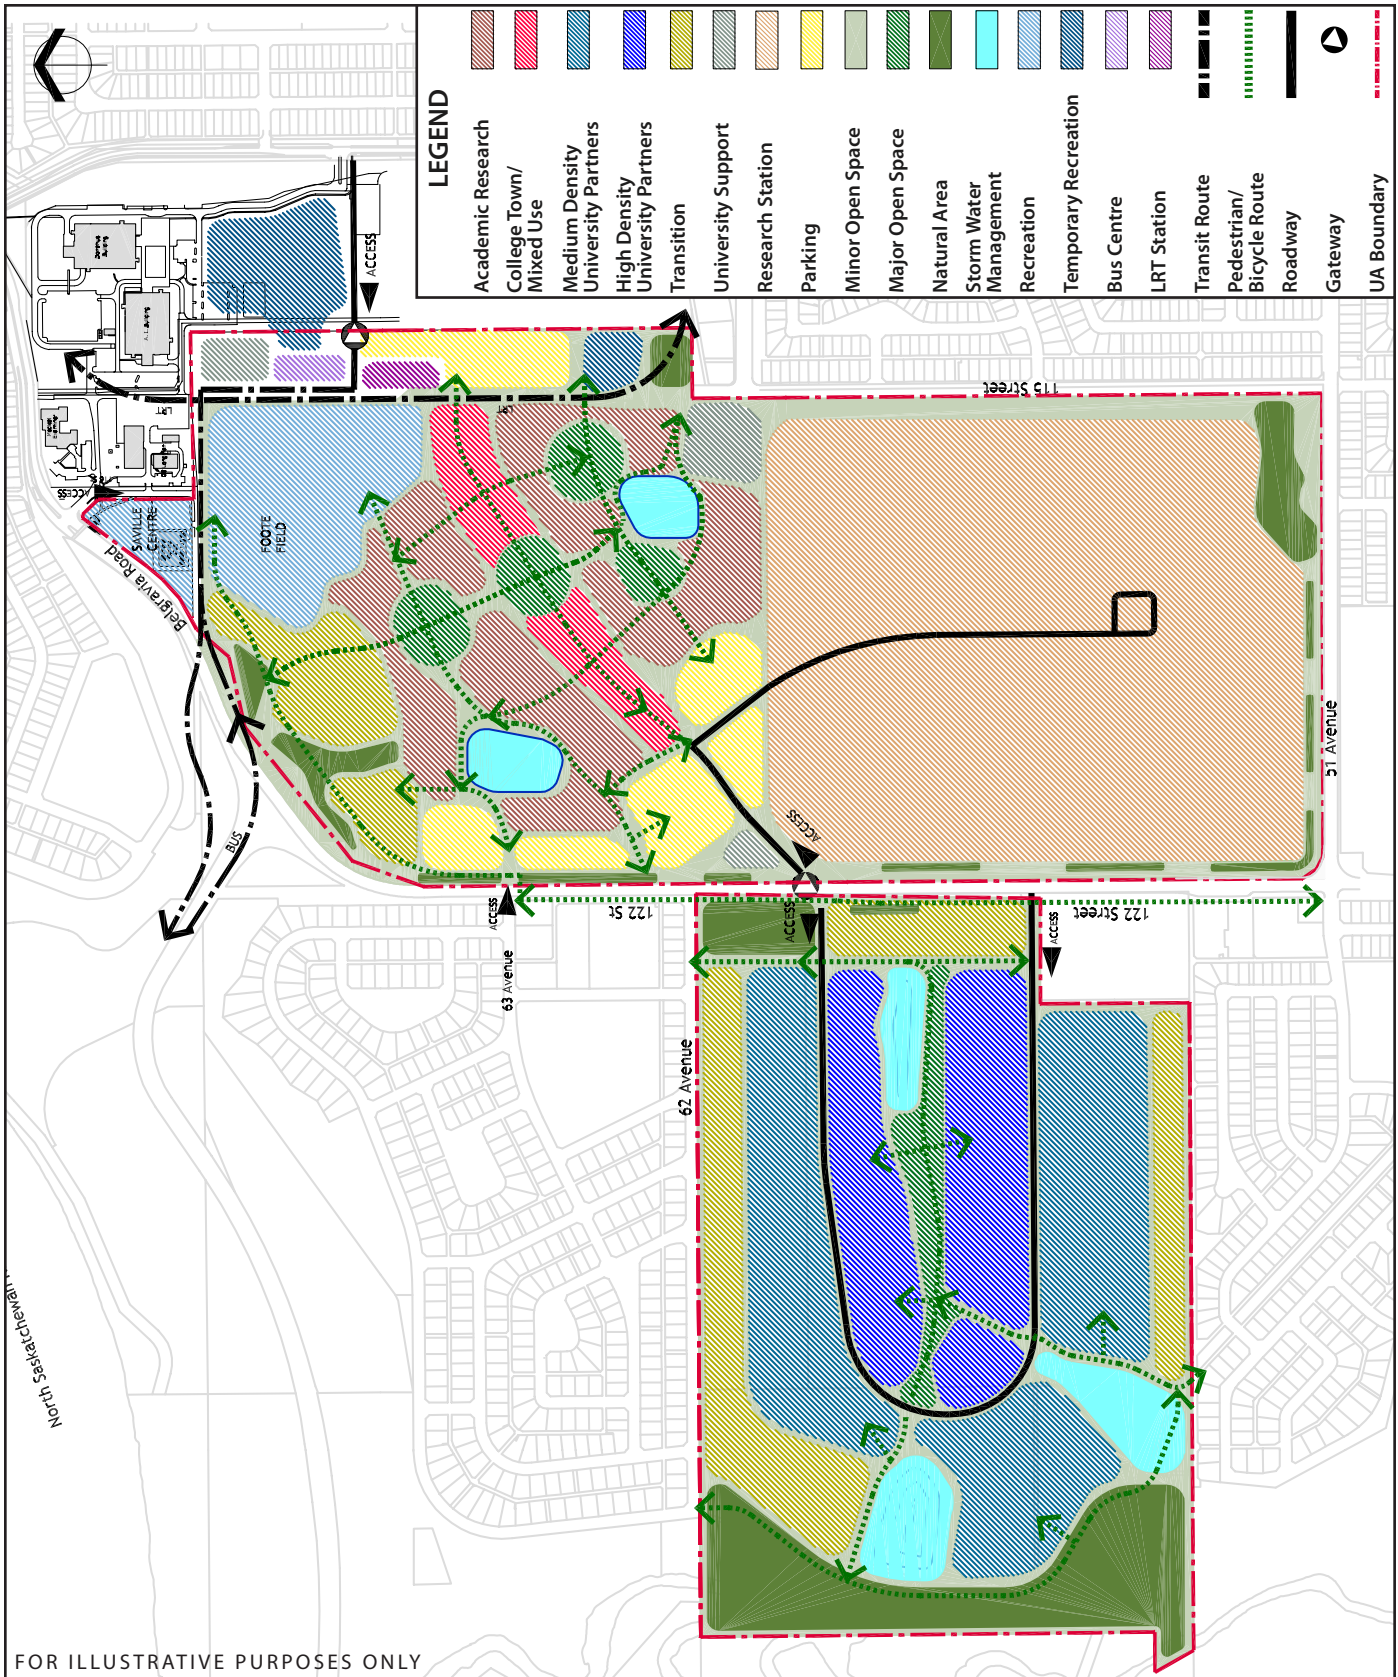 LEGEND
Academic Research
College Town/
Mixed Use
Medium Density
University Partners
High Density
University Partners
Transition
University Support
Research Station
Parking
Minor Open Space
Major Open Space
Natural Area
Storm Water
Management
Recreation
Temporary Recreation
Bus Centre
LRT Station
Transit Route
Pedestrian/
Bicycle Route
Roadway
Gateway
UA Boundary
ACCESS
LRT
ACCESS
SAVILLE
CENTRE
Belgravia Road
FOOTE
FIELD
LRT
115 Street
BUS
51 Avenue
ACCESS
ACCESS
63 Avenue
122 St
ACCESS
122 Street
ACCESS
62 Avenue
FOR ILLUSTRATIVE PURPOSES ONLY